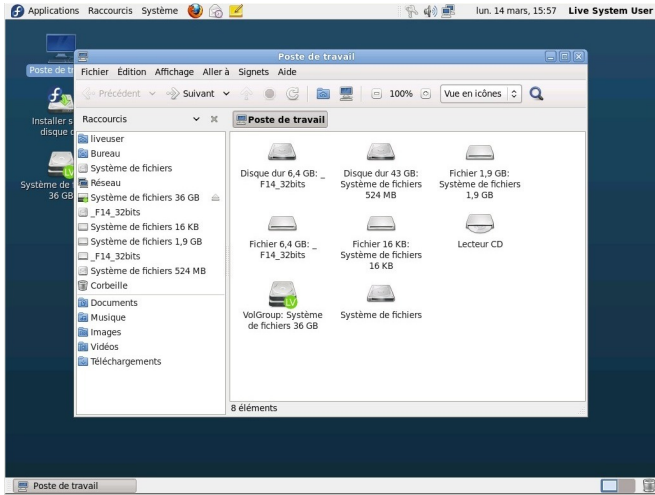 Applications Raccourcis Système lun. 14 mars, 15:57 Live System User
Poste de tr
Installer s
disque d
Système de f
36 GB
Poste de travail
Fichier Édition Affichage Aller à Signets Aide
Précédent Suivant 100% Vue en icônes
Raccourcis
Poste de travail
liveuser
Bureau
Système de fichiers
Réseau
Système de fichiers 36 GB
_F14_32bits
Système de fichiers 16 KB
Système de fichiers 1,9 GB
_F14_32bits
Système de fichiers 524 MB
Corbeille
Documents
Musique
Images
Vidéos
Téléchargements
Disque dur 6,4 GB: _
F14_32bits
Disque dur 43 GB:
Système de fichiers
524 MB
Fichier 1,9 GB:
Système de fichiers
1,9 GB
Fichier 6,4 GB: _
F14_32bits
Fichier 16 KB:
Système de fichiers
16 KB
Lecteur CD
LV
VolGroup: Système
de fichiers 36 GB
Système de fichiers
8 éléments
Poste de travail